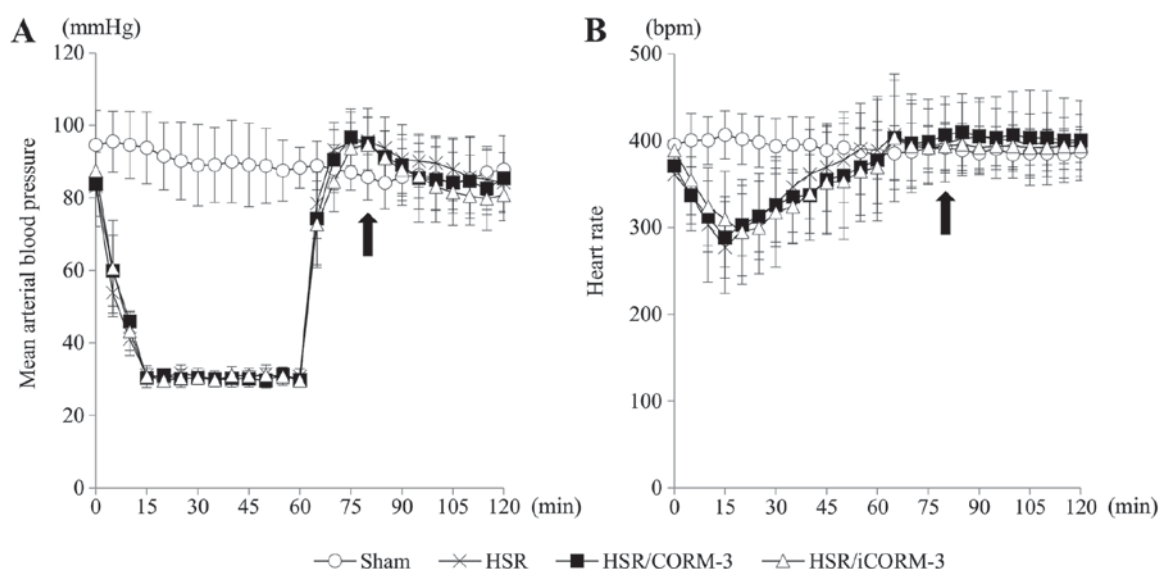 A (mmHg)
Mean arterial blood pressure
120
100
80
60
40
20
0
0 15 30 45 60 75 90 105 120 (min)
B (bpm)
Heart rate
500
400
300
400
100
0
0 15 30 45 60 75 90 105 120 (min)
Sham HSR HSR/CORM-3 HSR/iCORM-3